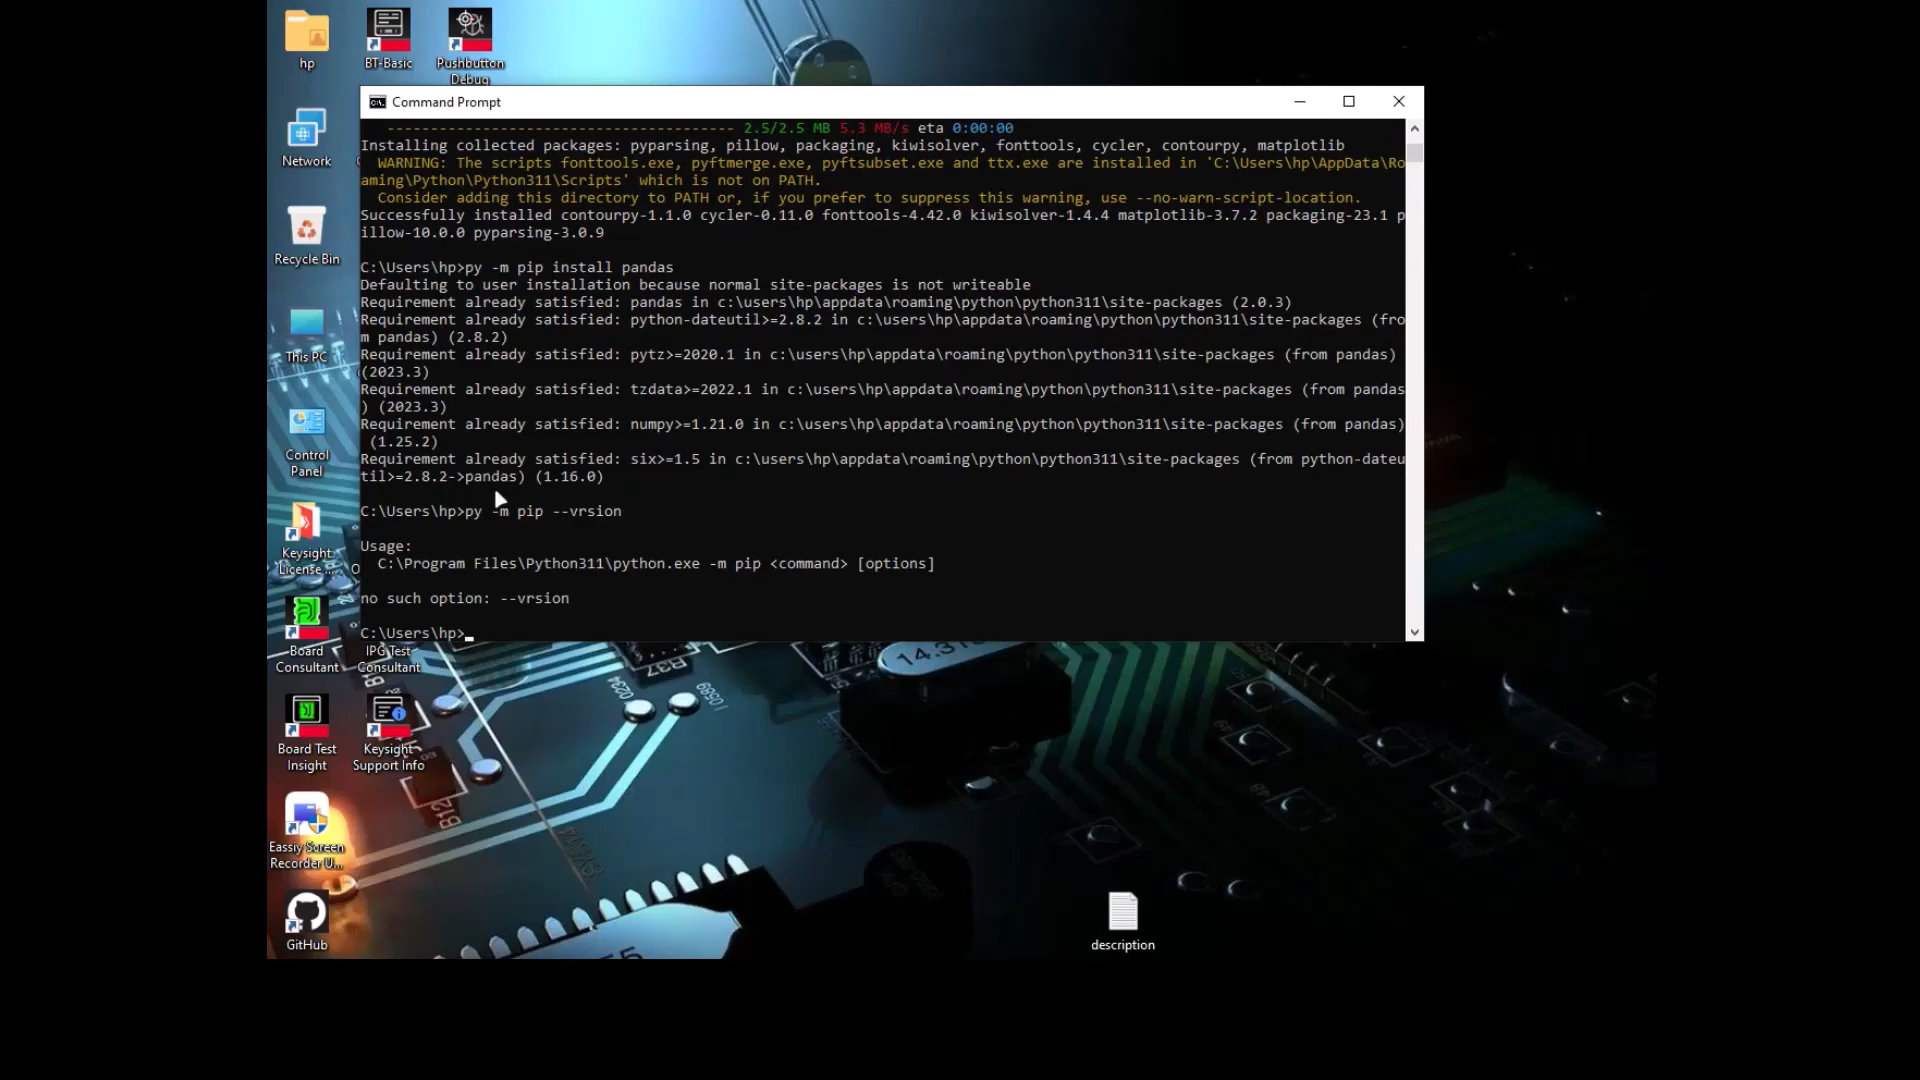 hp
BT-Basic
Pushbutton
Debug
Network
Recycle Bin
This PC
Control
Panel
Keysight
License ...
Board
Consultant
IPG Test
Consultant
Board Test
Insight
Keysight
Support Info
Eassiy Screen
Recorder U...
GitHub
description
Command Prompt
---------------------------------------- 2.5/2.5 MB 5.3 MB/s eta 0:00:00
Installing collected packages: pyparsing, pillow, packaging, kiwisolver, fonttools, cycler, contourpy, matplotlib
WARNING: The scripts fonttools.exe, pyftmerge.exe, pyftsubset.exe and ttx.exe are installed in 'C:\Users\hp\AppData\Ro
aming\Python\Python311\Scripts' which is not on PATH.
Consider adding this directory to PATH or, if you prefer to suppress this warning, use --no-warn-script-location.
Successfully installed contourpy-1.1.0 cycler-0.11.0 fonttools-4.42.0 kiwisolver-1.4.4 matplotlib-3.7.2 packaging-23.1 p
illow-10.0.0 pyparsing-3.0.9
C:\Users\hp>py -m pip install pandas
Defaulting to user installation because normal site-packages is not writeable
Requirement already satisfied: pandas in c:\users\hp\appdata\roaming\python\python311\site-packages (2.0.3)
Requirement already satisfied: python-dateutil>=2.8.2 in c:\users\hp\appdata\roaming\python\python311\site-packages (fro
m pandas) (2.8.2)
Requirement already satisfied: pytz>=2020.1 in c:\users\hp\appdata\roaming\python\python311\site-packages (from pandas)
(2023.3)
Requirement already satisfied: tzdata>=2022.1 in c:\users\hp\appdata\roaming\python\python311\site-packages (from pandas
) (2023.3)
Requirement already satisfied: numpy>=1.21.0 in c:\users\hp\appdata\roaming\python\python311\site-packages (from pandas)
(1.25.2)
Requirement already satisfied: six>=1.5 in c:\users\hp\appdata\roaming\python\python311\site-packages (from python-dateu
til>=2.8.2->pandas) (1.16.0)
C:\Users\hp>py -m pip --vrsion
Usage:
C:\Program Files\Python311\python.exe -m pip <command> [options]
no such option: --vrsion
C:\Users\hp>
R37
B12